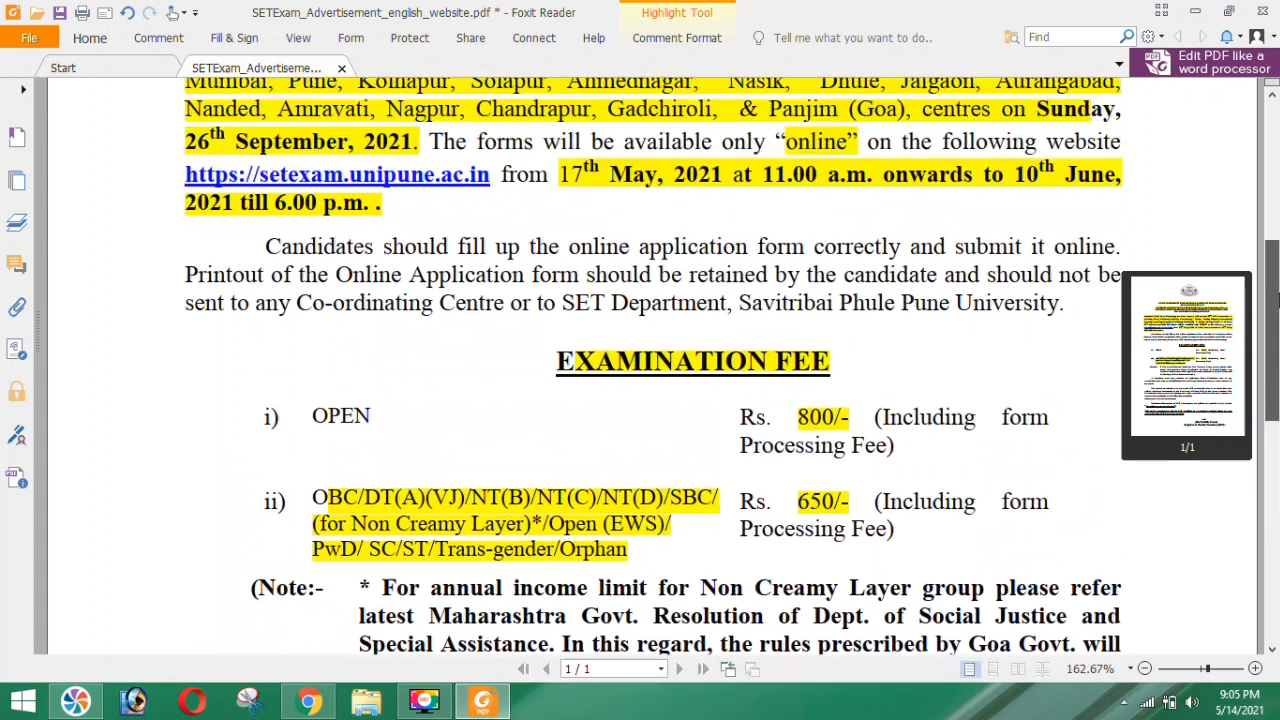 SETExam_Advertisement_english_website.pdf * - Foxit Reader
Highlight Tool
File Home Comment Fill & Sign View Form Protect Share Connect Help Comment Format Tell me what you want to do.. Find
Start SETExam_Advertiseme...
Edit PDF like a
word processor
Mumbai, Pune, Kolhapur, Solapur, Ahmednagar, Nasik, Dhule, Jalgaon, Aurangabad,
Nanded, Amravati, Nagpur, Chandrapur, Gadchiroli, & Panjim (Goa), centres on Sunday,
26th September, 2021. The forms will be available only “online” on the following website
https://setexam.unipune.ac.in from 17th May, 2021 at 11.00 a.m. onwards to 10th June,
2021 till 6.00 p.m. .
Candidates should fill up the online application form correctly and submit it online.
Printout of the Online Application form should be retained by the candidate and should not be
sent to any Co-ordinating Centre or to SET Department, Savitribai Phule Pune University.
EXAMINATION FEE
i) OPEN Rs. 800/- (Including form
Processing Fee)
ii) OBC/DT(A)(VJ)/NT(B)/NT(C)/NT(D)/SBC/ Rs. 650/- (Including form
(for Non Creamy Layer)*/Open (EWS)/ Processing Fee)
PwD/ SC/ST/Trans-gender/Orphan
(Note:- * For annual income limit for Non Creamy Layer group please refer
latest Maharashtra Govt. Resolution of Dept. of Social Justice and
Special Assistance. In this regard, the rules prescribed by Goa Govt. will
1/1
1 / 1 162.67%
9:05 PM
5/14/2021